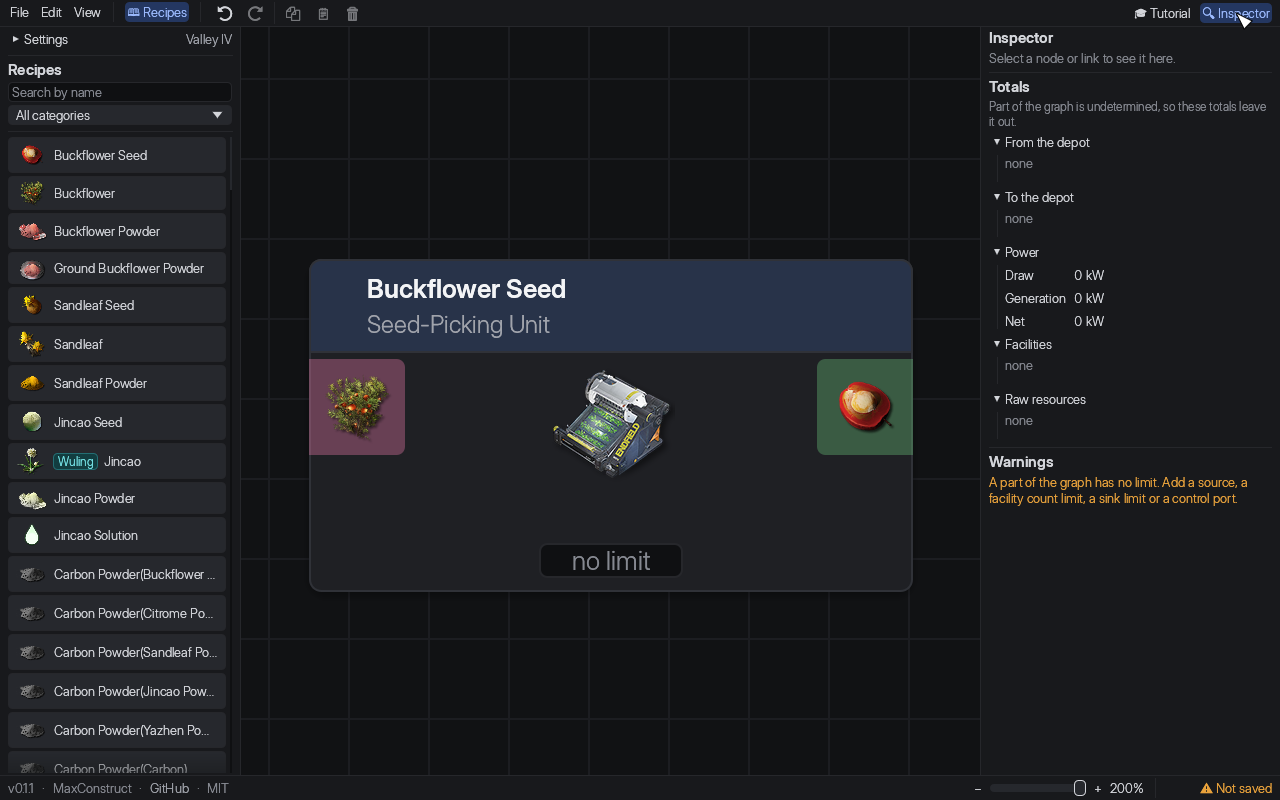 File Edit View Recipes Tutorial Inspector
Settings Valley IV
Recipes
Search by name
All categories
Buckflower Seed
Buckflower
Buckflower Powder
Ground Buckflower Powder
Sandleaf Seed
Sandleaf
Sandleaf Powder
Jincao Seed
Wuling Jincao
Jincao Powder
Jincao Solution
Carbon Powder(Buckflower ...
Carbon Powder(Citrome Po...
Carbon Powder(Sandleaf Po...
Carbon Powder(Jincao Pow...
Carbon Powder(Yazhen Po...
Carbon Powder(Carbon)
Buckflower Seed
Seed-Picking Unit
ENDFIELD
no limit
Inspector
Select a node or link to see it here.
Totals
Part of the graph is undetermined, so these totals leave
it out.
From the depot
none
To the depot
none
Power
Draw 0 kW
Generation 0 kW
Net 0 kW
Facilities
none
Raw resources
none
Warnings
A part of the graph has no limit. Add a source, a
facility count limit, a sink limit or a control port.
v0.1.1 · MaxConstruct · GitHub · MIT
− + 200% Not saved